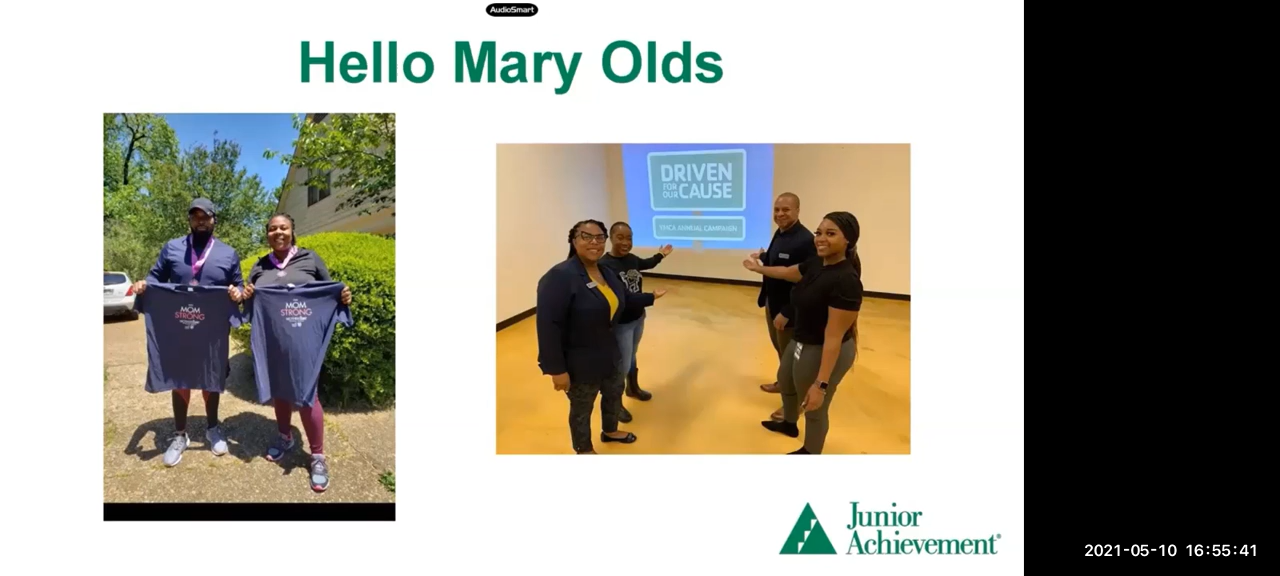 AudioSmart
Hello Mary Olds
MOM
STRONG
MOM
STRONG
DRIVEN
FOR
OUR CAUSE
YMCA ANNUAL CAMPAIGN
Junior
Achievement®
2021-05-10 16:55:41